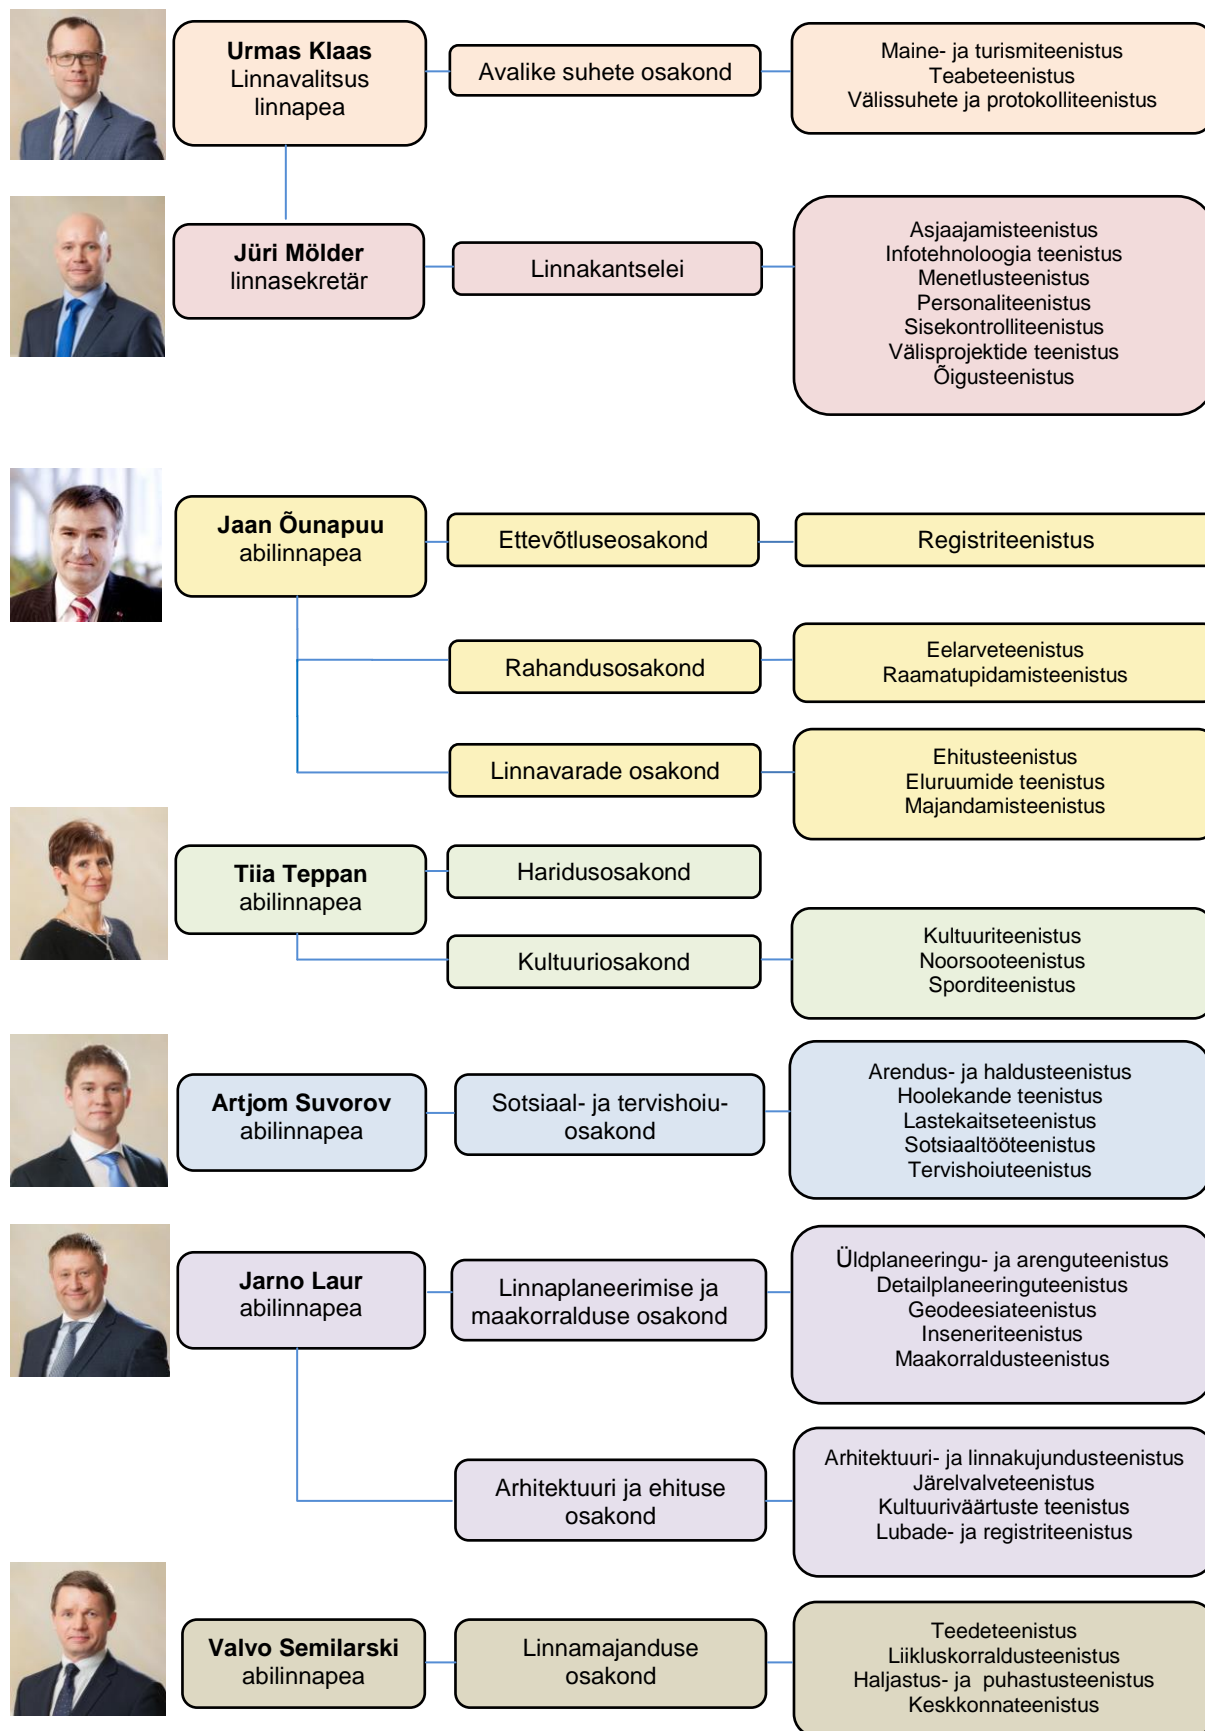 Urmas Klaas
Linnavalitsus
linnapea
Avalike suhete osakond
Maine- ja turismiteenistus
Teabeteenistus
Välissuhete ja protokolliteenistus
Jüri Mölder
linnasekretär
Linnakantselei
Asjaajamisteenistus
Infotehnoloogia teenistus
Menetlusteenistus
Personaliteenistus
Sisekontrolliteenistus
Välisprojektide teenistus
Õigusteenistus
Jaan Õunapuu
abilinnapea
Ettevõtluseosakond
Registriteenistus
Rahandusosakond
Eelarveteenistus
Raamatupidamisteenistus
Linnavarade osakond
Ehitusteenistus
Eluruumide teenistus
Majandamisteenistus
Tiia Teppan
abilinnapea
Haridusosakond
Kultuuriosakond
Kultuuriteenistus
Noorsooteenistus
Sporditeenistus
Artjom Suvorov
abilinnapea
Sotsiaal- ja tervishoiu-
osakond
Arendus- ja haldusteenistus
Hoolekande teenistus
Lastekaitseteenistus
Sotsiaaltööteenistus
Tervishoiuteenistus
Jarno Laur
abilinnapea
Linnaplaneerimise ja
maakorralduse osakond
Üldplaneeringu- ja arenguteenistus
Detailplaneeringuteenistus
Geodeesiateenistus
Inseneriteenistus
Maakorraldusteenistus
Arhitektuuri ja ehituse
osakond
Arhitektuuri- ja linnakujundusteenistus
Järelvalveteenistus
Kultuuriväärtuste teenistus
Lubade- ja registriteenistus
Valvo Semilarski
abilinnapea
Linnamajanduse
osakond
Teedeteenistus
Liikluskorraldusteenistus
Haljastus- ja  puhastusteenistus
Keskkonnateenistus